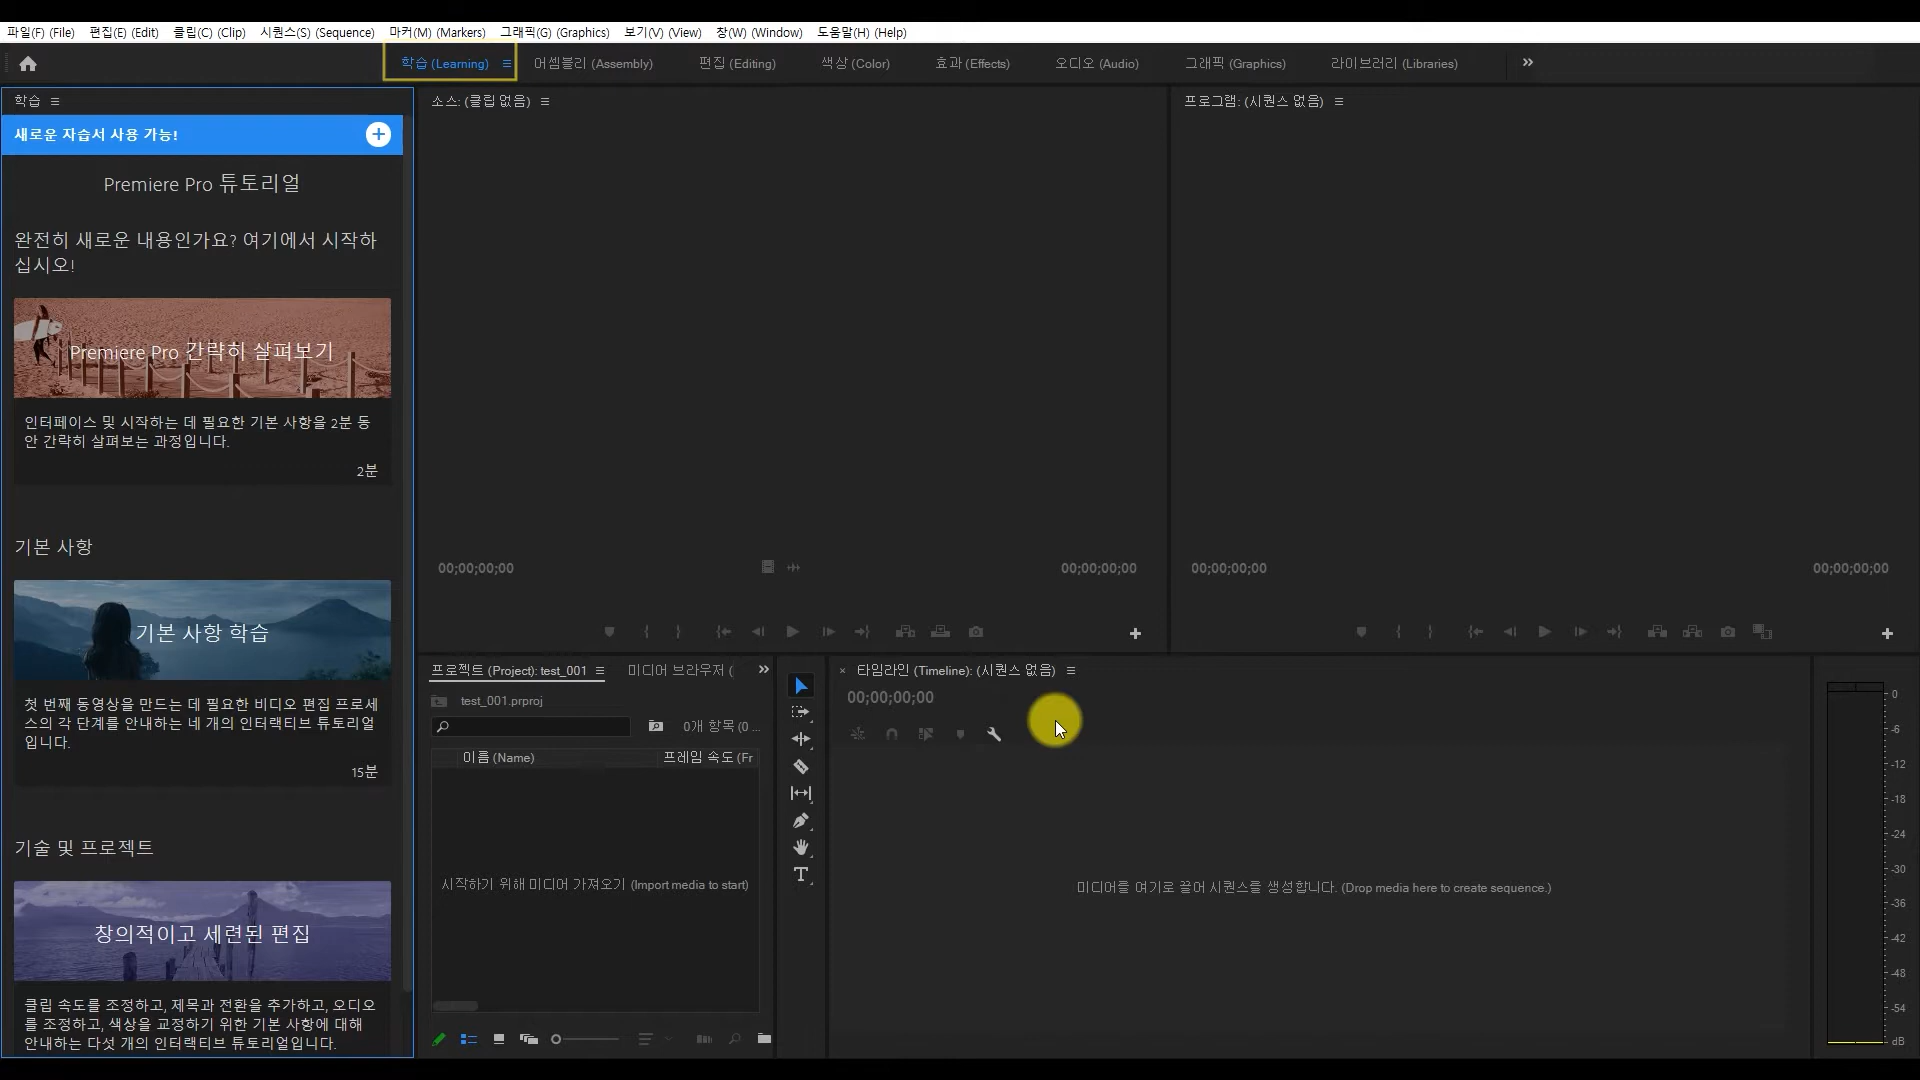 파일(F) (File) 편집(E) (Edit) 클립(C) (Clip) 시퀀스(S) (Sequence) 마커(M) (Markers) 그래픽(G) (Graphics) 보기(V) (View) 창(W) (Window) 도움말(H) (Help)
학습 (Learning) 어셈블리 (Assembly) 편집 (Editing) 색상 (Color) 효과 (Effects) 오디오 (Audio) 그래픽 (Graphics) 라이브러리 (Libraries)
학습
새로운 자습서 사용 가능!
Premiere Pro 튜토리얼
완전히 새로운 내용인가요? 여기에서 시작하
십시오!
Premiere Pro 간략히 살펴보기
인터페이스 및 시작하는 데 필요한 기본 사항을 2분 동
안 간략히 살펴보는 과정입니다.
2분
기본 사항
기본 사항 학습
첫 번째 동영상을 만드는 데 필요한 비디오 편집 프로세
스의 각 단계를 안내하는 네 개의 인터랙티브 튜토리얼
입니다.
15분
기술 및 프로젝트
창의적이고 세련된 편집
클립 속도를 조정하고, 제목과 전환을 추가하고, 오디오
를 조정하고, 색상을 교정하기 위한 기본 사항에 대해
안내하는 다섯 개의 인터랙티브 튜토리얼입니다.
소스: (클립 없음)
00;00;00;00 00;00;00;00
프로그램: (시퀀스 없음)
00;00;00;00 00;00;00;00
프로젝트 (Project): test_001 미디어 브라우저 (
test_001.prproj
0개 항목 (0 ...
이름 (Name) 프레임 속도 (Fr
시작하기 위해 미디어 가져오기 (Import media to start)
× 타임라인 (Timeline): (시퀀스 없음)
00;00;00;00
미디어를 여기로 끌어 시퀀스를 생성합니다. (Drop media here to create sequence.)
0
-6
-12
-18
-24
-30
-36
-42
-48
-54
dB